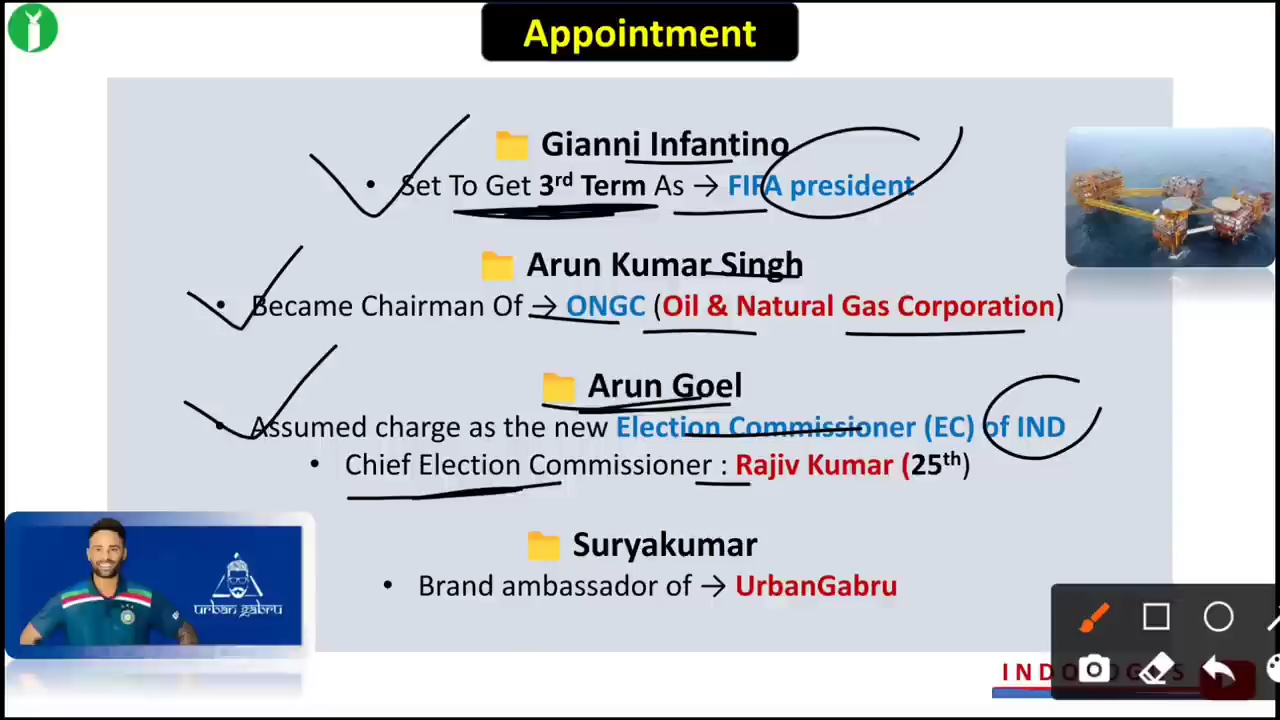 Appointment
Gianni Infantino
• Set To Get 3rd Term As → FIFA president
Arun Kumar Singh
• Became Chairman Of → ONGC (Oil & Natural Gas Corporation)
Arun Goel
• Assumed charge as the new Election Commissioner (EC) of IND
• Chief Election Commissioner : Rajiv Kumar (25th)
Suryakumar
• Brand ambassador of → UrbanGabru
urban gabru